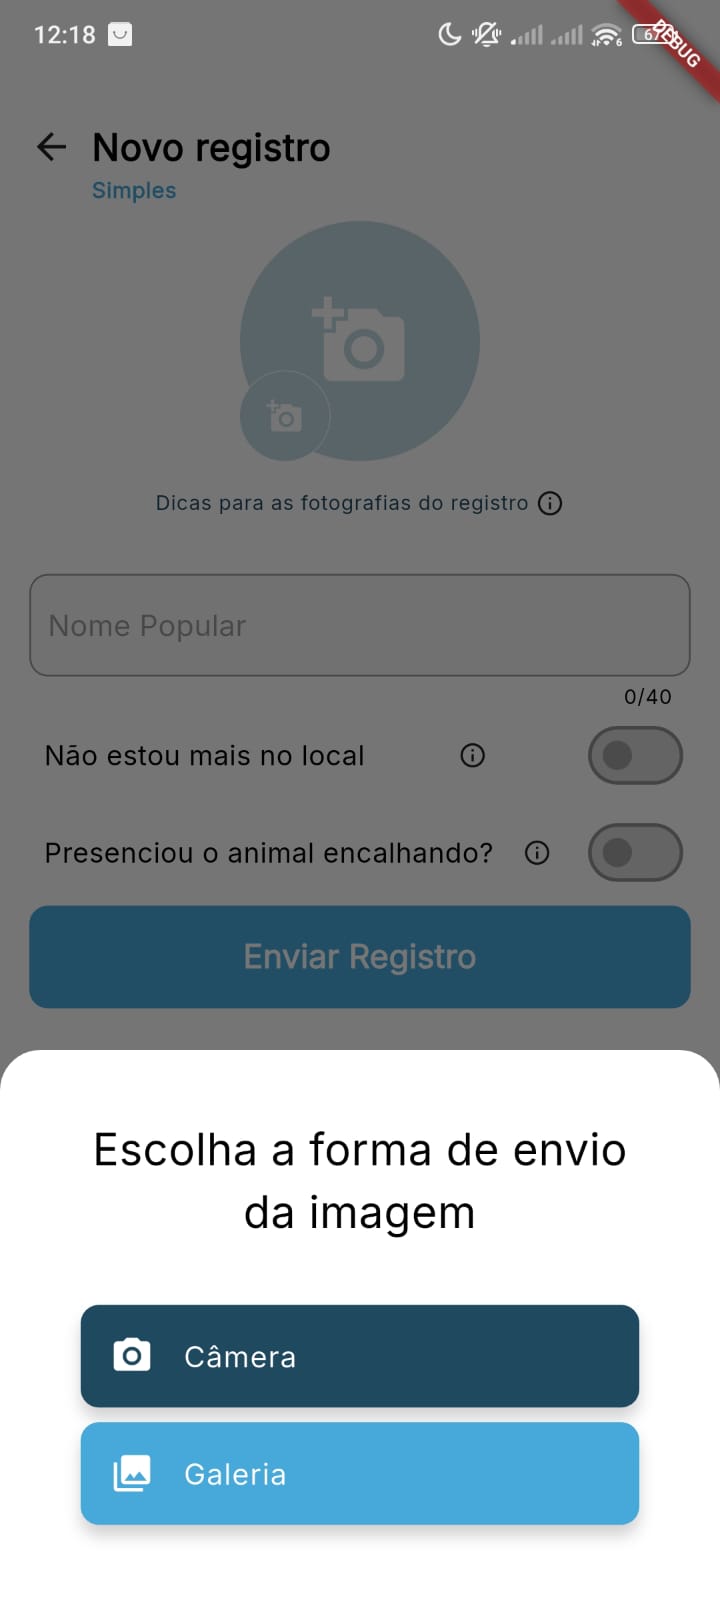 12:18
DEBUG
Novo registro
Simples
Dicas para as fotografias do registro
Nome Popular
0/40
Não estou mais no local
Presenciou o animal encalhando?
Enviar Registro
Escolha a forma de envio
da imagem
Câmera
Galeria